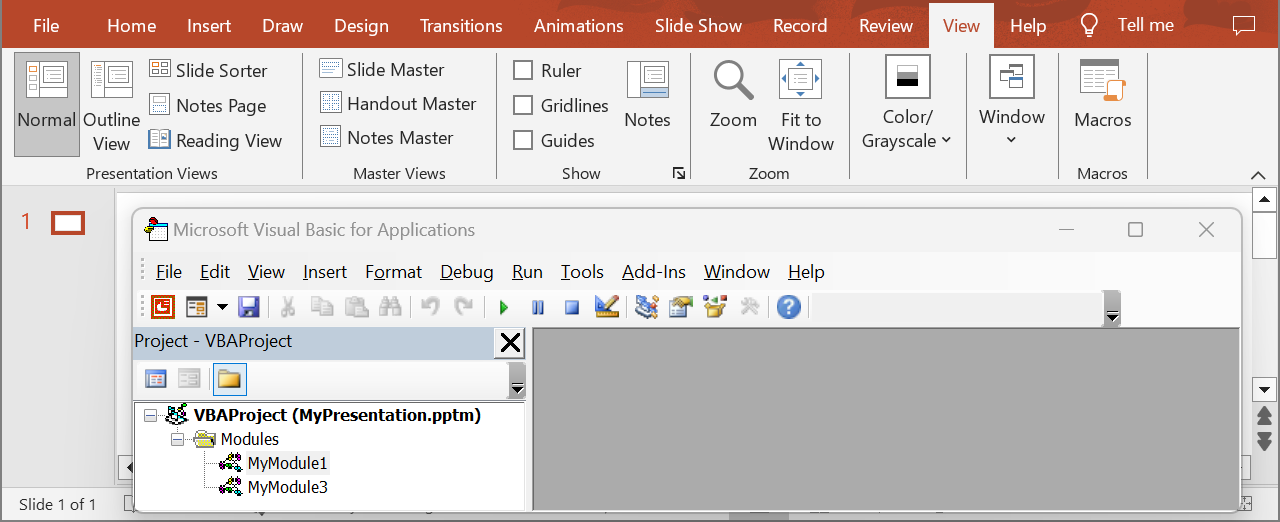 File Home Insert Draw Design Transitions Animations Slide Show Record Review View Help Tell me
Normal
Outline View
Slide Sorter
Notes Page
Reading View
Presentation Views
Slide Master
Handout Master
Notes Master
Master Views
Ruler
Gridlines
Guides
Show
Notes
Zoom
Fit to Window
Zoom
Color/
Grayscale
Window
Macros
Macros
1
Microsoft Visual Basic for Applications
File Edit View Insert Format Debug Run Tools Add-Ins Window Help
Project - VBAProject
VBAProject (MyPresentation.pptm)
Modules
MyModule1
MyModule3
Slide 1 of 1